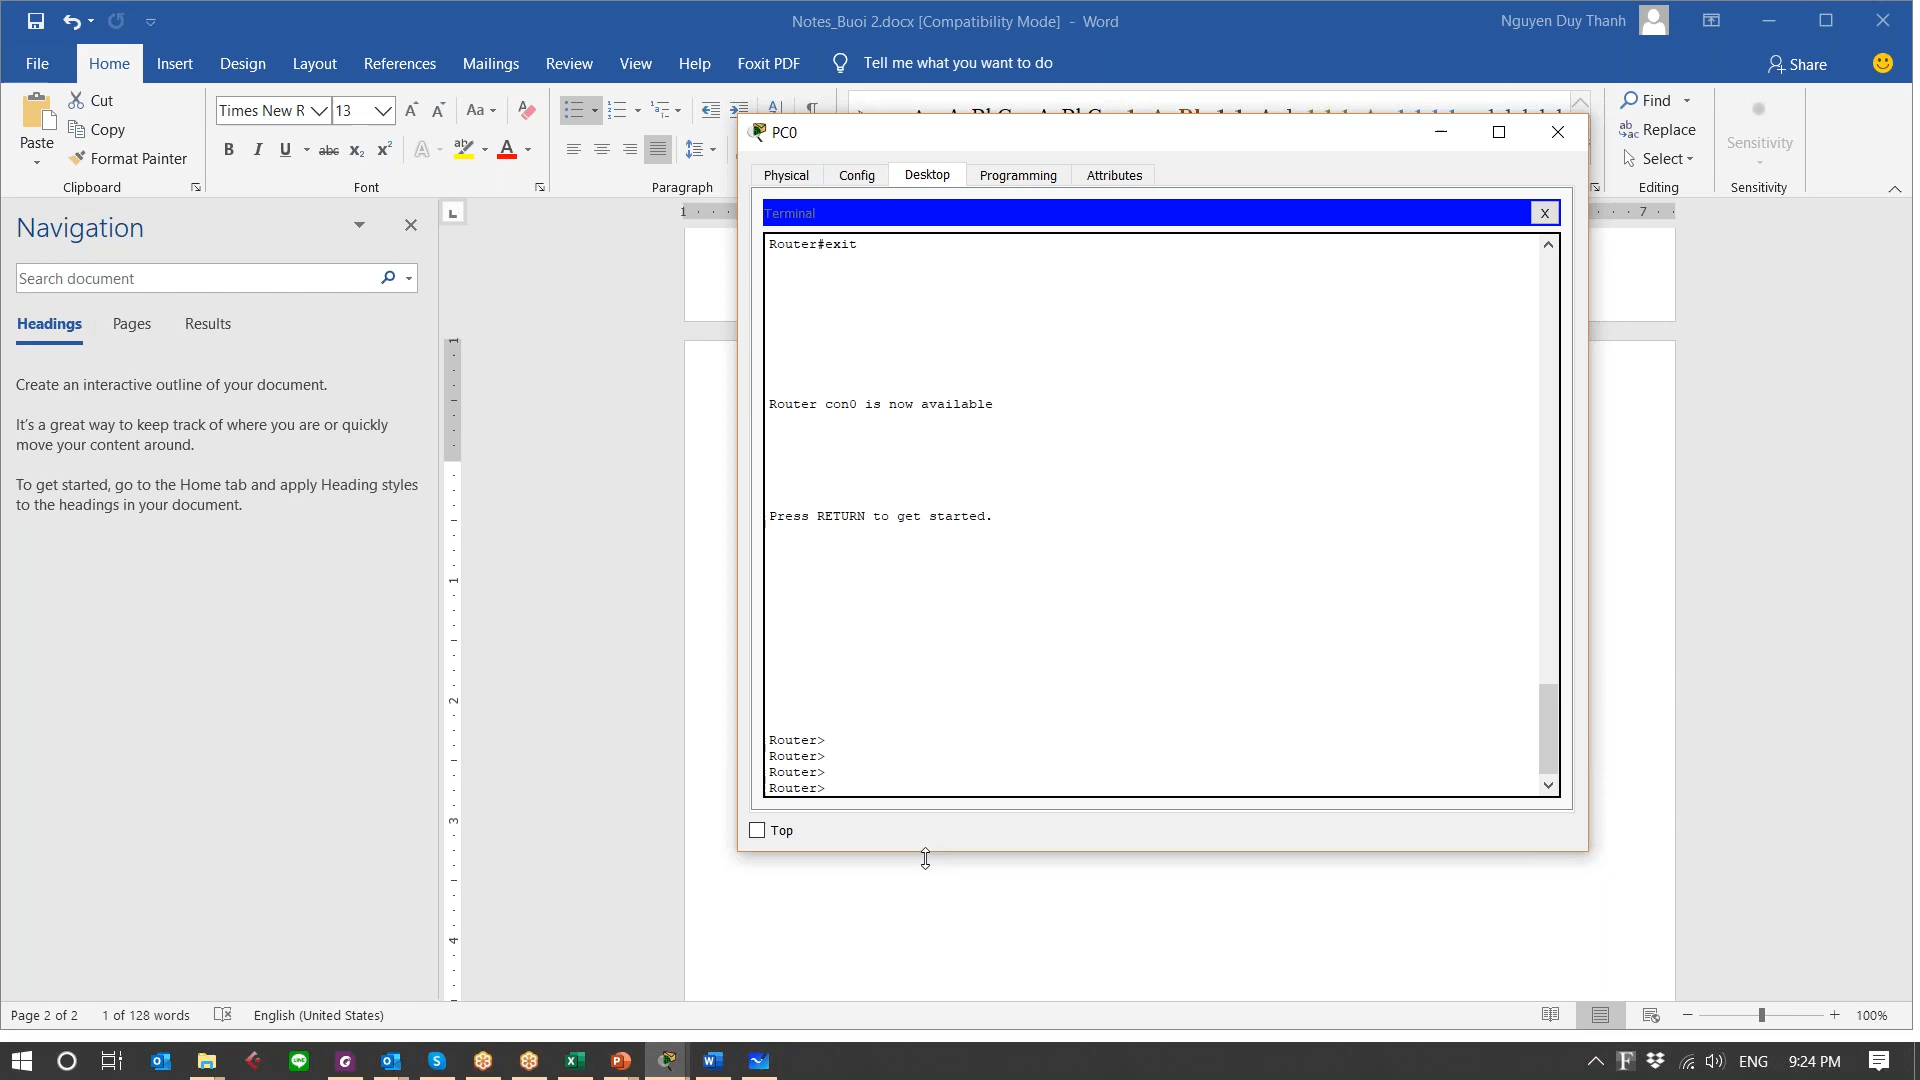 Notes_Buoi 2.docx [Compatibility Mode] - Word
Nguyen Duy Thanh
File Home Insert Design Layout References Mailings Review View Help Foxit PDF Tell me what you want to do Share
Paste
Cut
Copy
Format Painter
Clipboard
Times New R 13
Aa
B I U abc X₂ X² A ab A
Font
Paragraph
Find
Replace
Select
Editing
Sensitivity
Sensitivity
Navigation
Search document
Headings Pages Results
Create an interactive outline of your document.
It's a great way to keep track of where you are or quickly
move your content around.
To get started, go to the Home tab and apply Heading styles
to the headings in your document.
PC0
Physical Config Desktop Programming Attributes
Terminal X
Router#exit
Router con0 is now available
Press RETURN to get started.
Router>
Router>
Router>
Router>
Top
Page 2 of 2 1 of 128 words English (United States) 100%
ENG 9:24 PM